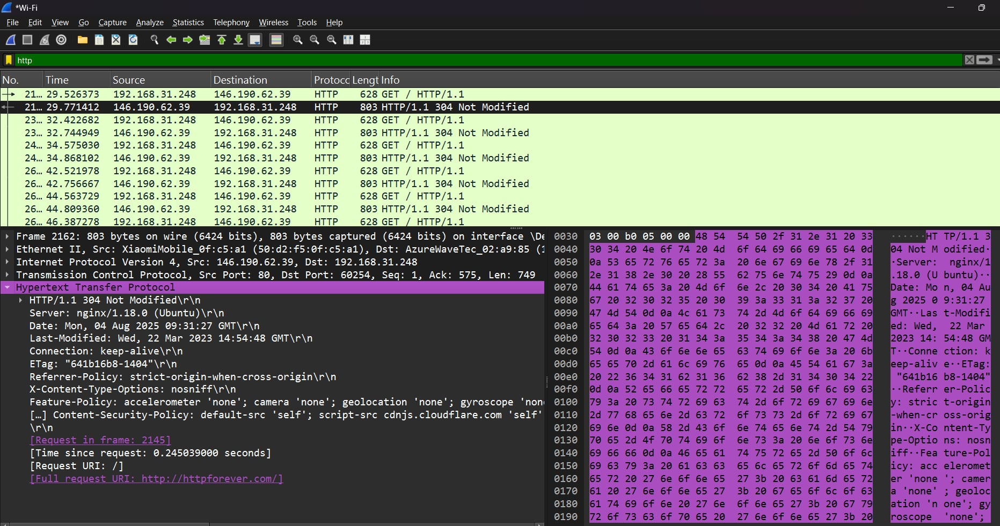 *Wi-Fi
File Edit View Go Capture Analyze Statistics Telephony Wireless Tools Help
http
No. Time Source Destination Protocc Lengt Info
21… 29.526373 192.168.31.248 146.190.62.39 HTTP 628 GET / HTTP/1.1
21… 29.771412 146.190.62.39 192.168.31.248 HTTP 803 HTTP/1.1 304 Not Modified
23… 32.422682 192.168.31.248 146.190.62.39 HTTP 628 GET / HTTP/1.1
23… 32.744949 146.190.62.39 192.168.31.248 HTTP 803 HTTP/1.1 304 Not Modified
24… 34.575030 192.168.31.248 146.190.62.39 HTTP 628 GET / HTTP/1.1
24… 34.868102 146.190.62.39 192.168.31.248 HTTP 803 HTTP/1.1 304 Not Modified
26… 42.521978 192.168.31.248 146.190.62.39 HTTP 628 GET / HTTP/1.1
26… 42.756667 146.190.62.39 192.168.31.248 HTTP 803 HTTP/1.1 304 Not Modified
26… 44.563729 192.168.31.248 146.190.62.39 HTTP 628 GET / HTTP/1.1
26… 44.809360 146.190.62.39 192.168.31.248 HTTP 803 HTTP/1.1 304 Not Modified
26… 46.387278 192.168.31.248 146.190.62.39 HTTP 628 GET / HTTP/1.1
Frame 2162: 803 bytes on wire (6424 bits), 803 bytes captured (6424 bits) on interface \De
Ethernet II, Src: XiaomiMobile_0f:c5:a1 (50:d2:f5:0f:c5:a1), Dst: AzureWaveTec_02:a9:85 (1
Internet Protocol Version 4, Src: 146.190.62.39, Dst: 192.168.31.248
Transmission Control Protocol, Src Port: 80, Dst Port: 60254, Seq: 1, Ack: 575, Len: 749
Hypertext Transfer Protocol
HTTP/1.1 304 Not Modified\r\n
Server: nginx/1.18.0 (Ubuntu)\r\n
Date: Mon, 04 Aug 2025 09:31:27 GMT\r\n
Last-Modified: Wed, 22 Mar 2023 14:54:48 GMT\r\n
Connection: keep-alive\r\n
ETag: "641b16b8-1404"\r\n
Referrer-Policy: strict-origin-when-cross-origin\r\n
X-Content-Type-Options: nosniff\r\n
Feature-Policy: accelerometer 'none'; camera 'none'; geolocation 'none'; gyroscope 'non
[…] Content-Security-Policy: default-src 'self'; script-src cdnjs.cloudflare.com 'self'
\r\n
[Request in frame: 2145]
[Time since request: 0.245039000 seconds]
[Request URI: /]
[Full request URI: http://httpforever.com/]
0030 03 00 b0 05 00 00 48 54 54 50 2f 31 2e 31 20 33 ······HT TP/1.1 3
0040 30 34 20 4e 6f 74 20 4d 6f 64 69 66 69 65 64 0d 04 Not M odified·
0050 0a 53 65 72 76 65 72 3a 20 6e 67 69 6e 78 2f 31 ·Server: nginx/1
0060 2e 31 38 2e 30 20 28 55 62 75 6e 74 75 29 0d 0a .18.0 (U buntu)··
0070 44 61 74 65 3a 20 4d 6f 6e 2c 20 30 34 20 41 75 Date: Mo n, 04 Au
0080 67 20 32 30 32 35 20 30 39 3a 33 31 3a 32 37 20 g 2025 0 9:31:27
0090 47 4d 54 0d 0a 4c 61 73 74 2d 4d 6f 64 69 66 69 GMT··Las t-Modifi
00a0 65 64 3a 20 57 65 64 2c 20 32 32 20 4d 61 72 20 ed: Wed, 22 Mar
00b0 32 30 32 33 20 31 34 3a 35 34 3a 34 38 20 47 4d 2023 14: 54:48 GM
00c0 54 0d 0a 43 6f 6e 6e 65 63 74 69 6f 6e 3a 20 6b T··Conne ction: k
00d0 65 65 70 2d 61 6c 69 76 65 0d 0a 45 54 61 67 3a eep-aliv e··ETag:
00e0 20 22 36 34 31 62 31 36 62 38 2d 31 34 30 34 22 "641b16 b8-1404"
00f0 0d 0a 52 65 66 65 72 72 65 72 2d 50 6f 6c 69 63 ··Referr er-Polic
0100 79 3a 20 73 74 72 69 63 74 2d 6f 72 69 67 69 6e y: stric t-origin
0110 2d 77 68 65 6e 2d 63 72 6f 73 73 2d 6f 72 69 67 -when-cr oss-orig
0120 69 6e 0d 0a 58 2d 43 6f 6e 74 65 6e 74 2d 54 79 in··X-Co ntent-Ty
0130 70 65 2d 4f 70 74 69 6f 6e 73 3a 20 6e 6f 73 6e pe-Optio ns: nosn
0140 69 66 66 0d 0a 46 65 61 74 75 72 65 2d 50 6f 6c iff··Fea ture-Pol
0150 69 63 79 3a 20 61 63 63 65 6c 65 72 6f 6d 65 74 icy: acc eleromet
0160 65 72 20 27 6e 6f 6e 65 27 3b 20 63 61 6d 65 72 er 'none '; camer
0170 61 20 27 6e 6f 6e 65 27 3b 20 67 65 6f 6c 6f 63 a 'none' ; geoloc
0180 61 74 69 6f 6e 20 27 6e 6f 6e 65 27 3b 20 67 79 ation 'n one'; gy
0190 72 6f 73 63 6f 70 65 20 27 6e 6f 6e 65 27 3b 20 roscope 'none';